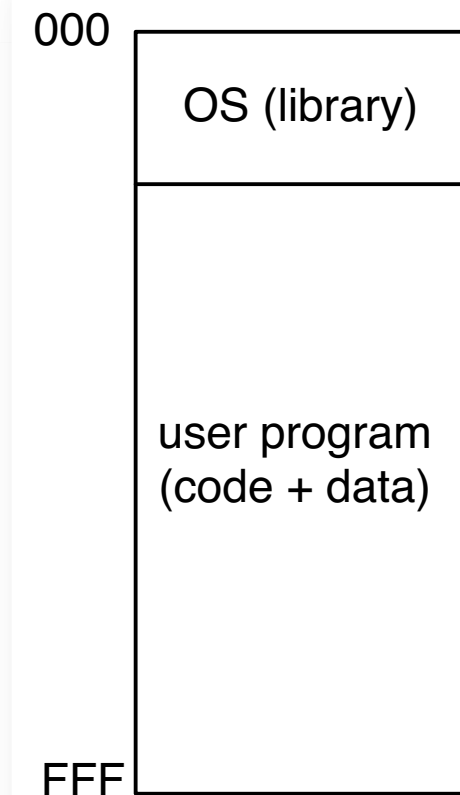 000
OS (library)
user program
(code + data)
FFF